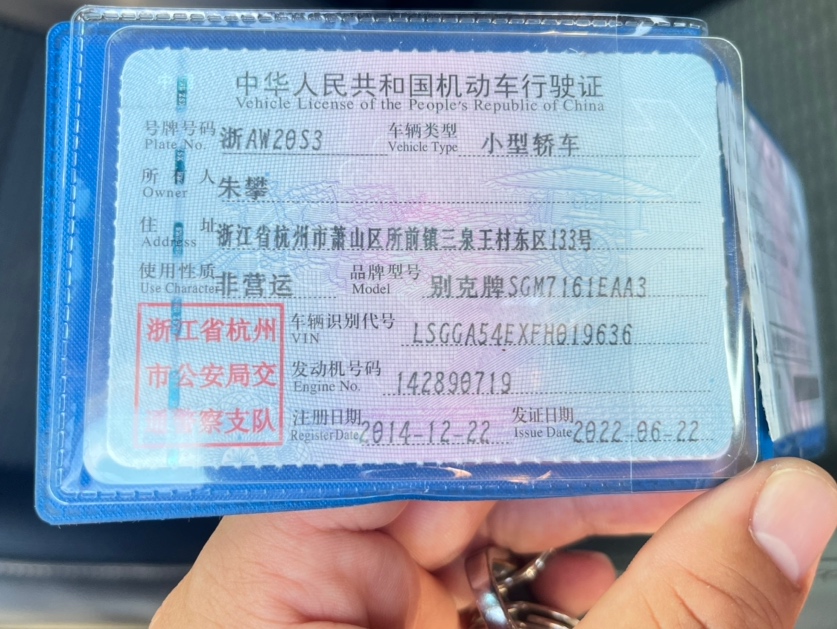 中华人民共和国机动车行驶证
Vehicle License of the People's Republic of China
号牌号码 Plate No. 浙AW20S3 车辆类型 Vehicle Type 小型轿车
所有人 Owner 朱攀
住址 Address 浙江省杭州市萧山区所前镇三泉王村东区133号
使用性质 Use Character 非营运 品牌型号 Model 别克牌SGM7161EAA3
车辆识别代号 VIN LSGGA54EXFH019636
发动机号码 Engine No. 142890719
注册日期 Register Date 2014-12-22 发证日期 Issue Date 2022-06-22
浙江省杭州
市公安局交
通警察支队